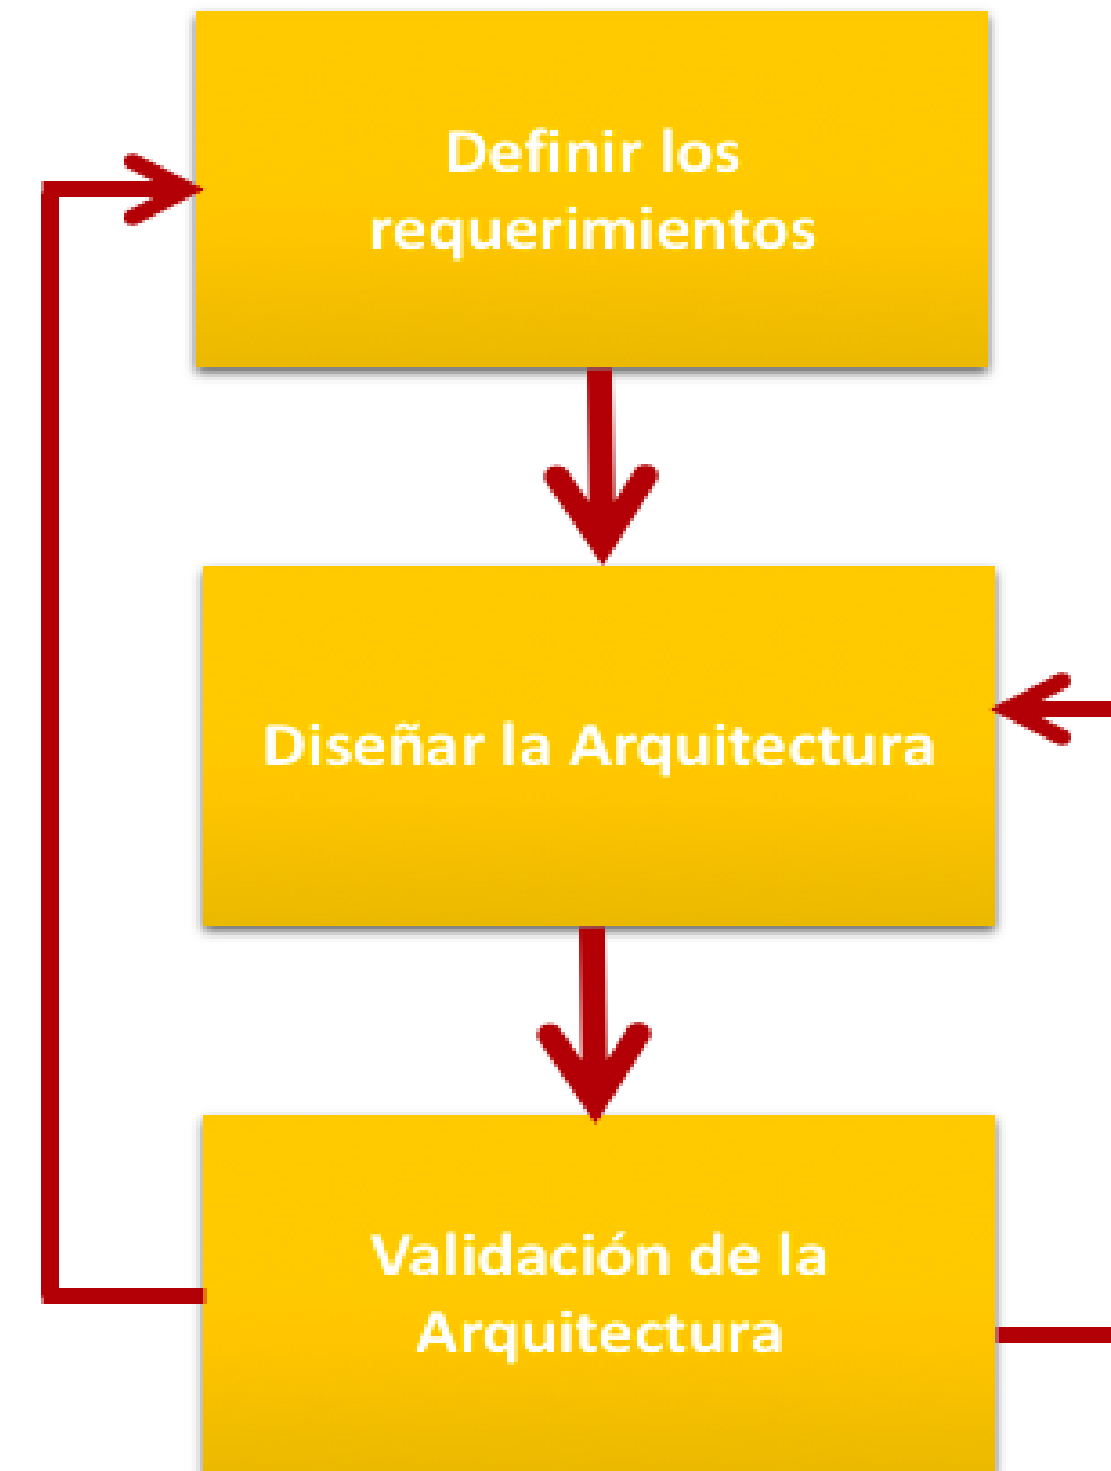 Definir los
requerimientos
Diseñar la Arquitectura
Validación de la
Arquitectura